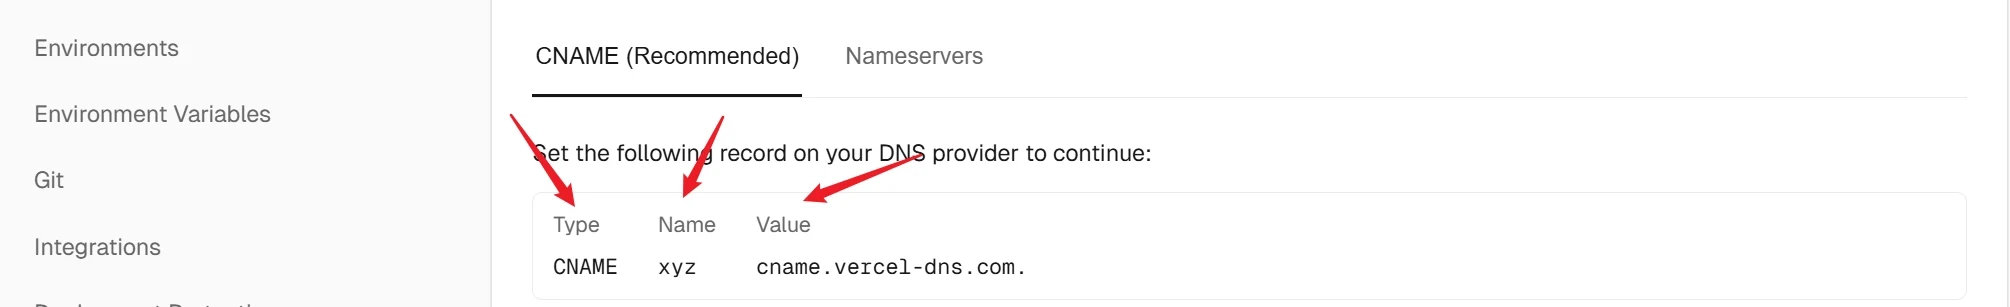 Environments
Environment Variables
Git
Integrations
CNAME (Recommended) Nameservers
Set the following record on your DNS provider to continue:
Type Name Value
CNAME xyz cname.vercel-dns.com.